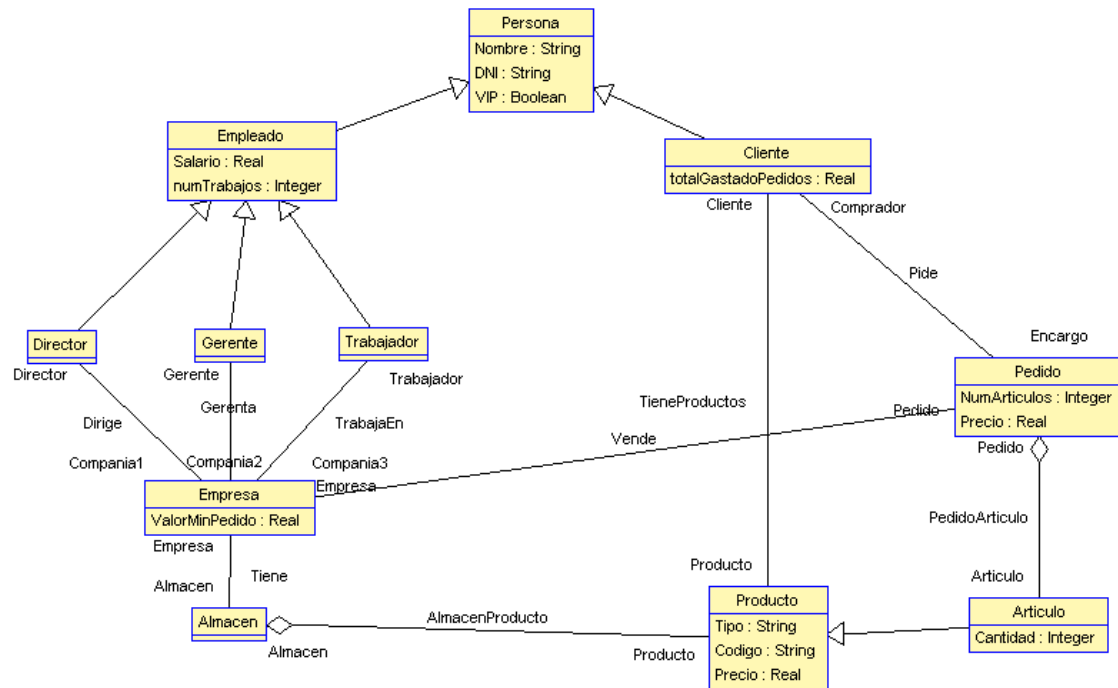 Persona
Nombre : String
DNI : String
VIP : Boolean
Empleado
Salario : Real
numTrabajos : Integer
Cliente
totalGastadoPedidos : Real
Cliente
Comprador
Pide
Encargo
Director
Director
Gerente
Gerente
Trabajador
Trabajador
Gerenta
Dirige
TrabajaEn
TieneProductos
Pedido
NumArticulos : Integer
Precio : Real
Pedido
Pedido
Vende
Compania1
Compania2
Compania3
Empresa
Empresa
ValorMinPedido : Real
Empresa
PedidoArticulo
Tiene
Almacen
Producto
Articulo
Almacen
Almacen
AlmacenProducto
Producto
Producto
Tipo : String
Codigo : String
Precio : Real
Articulo
Cantidad : Integer